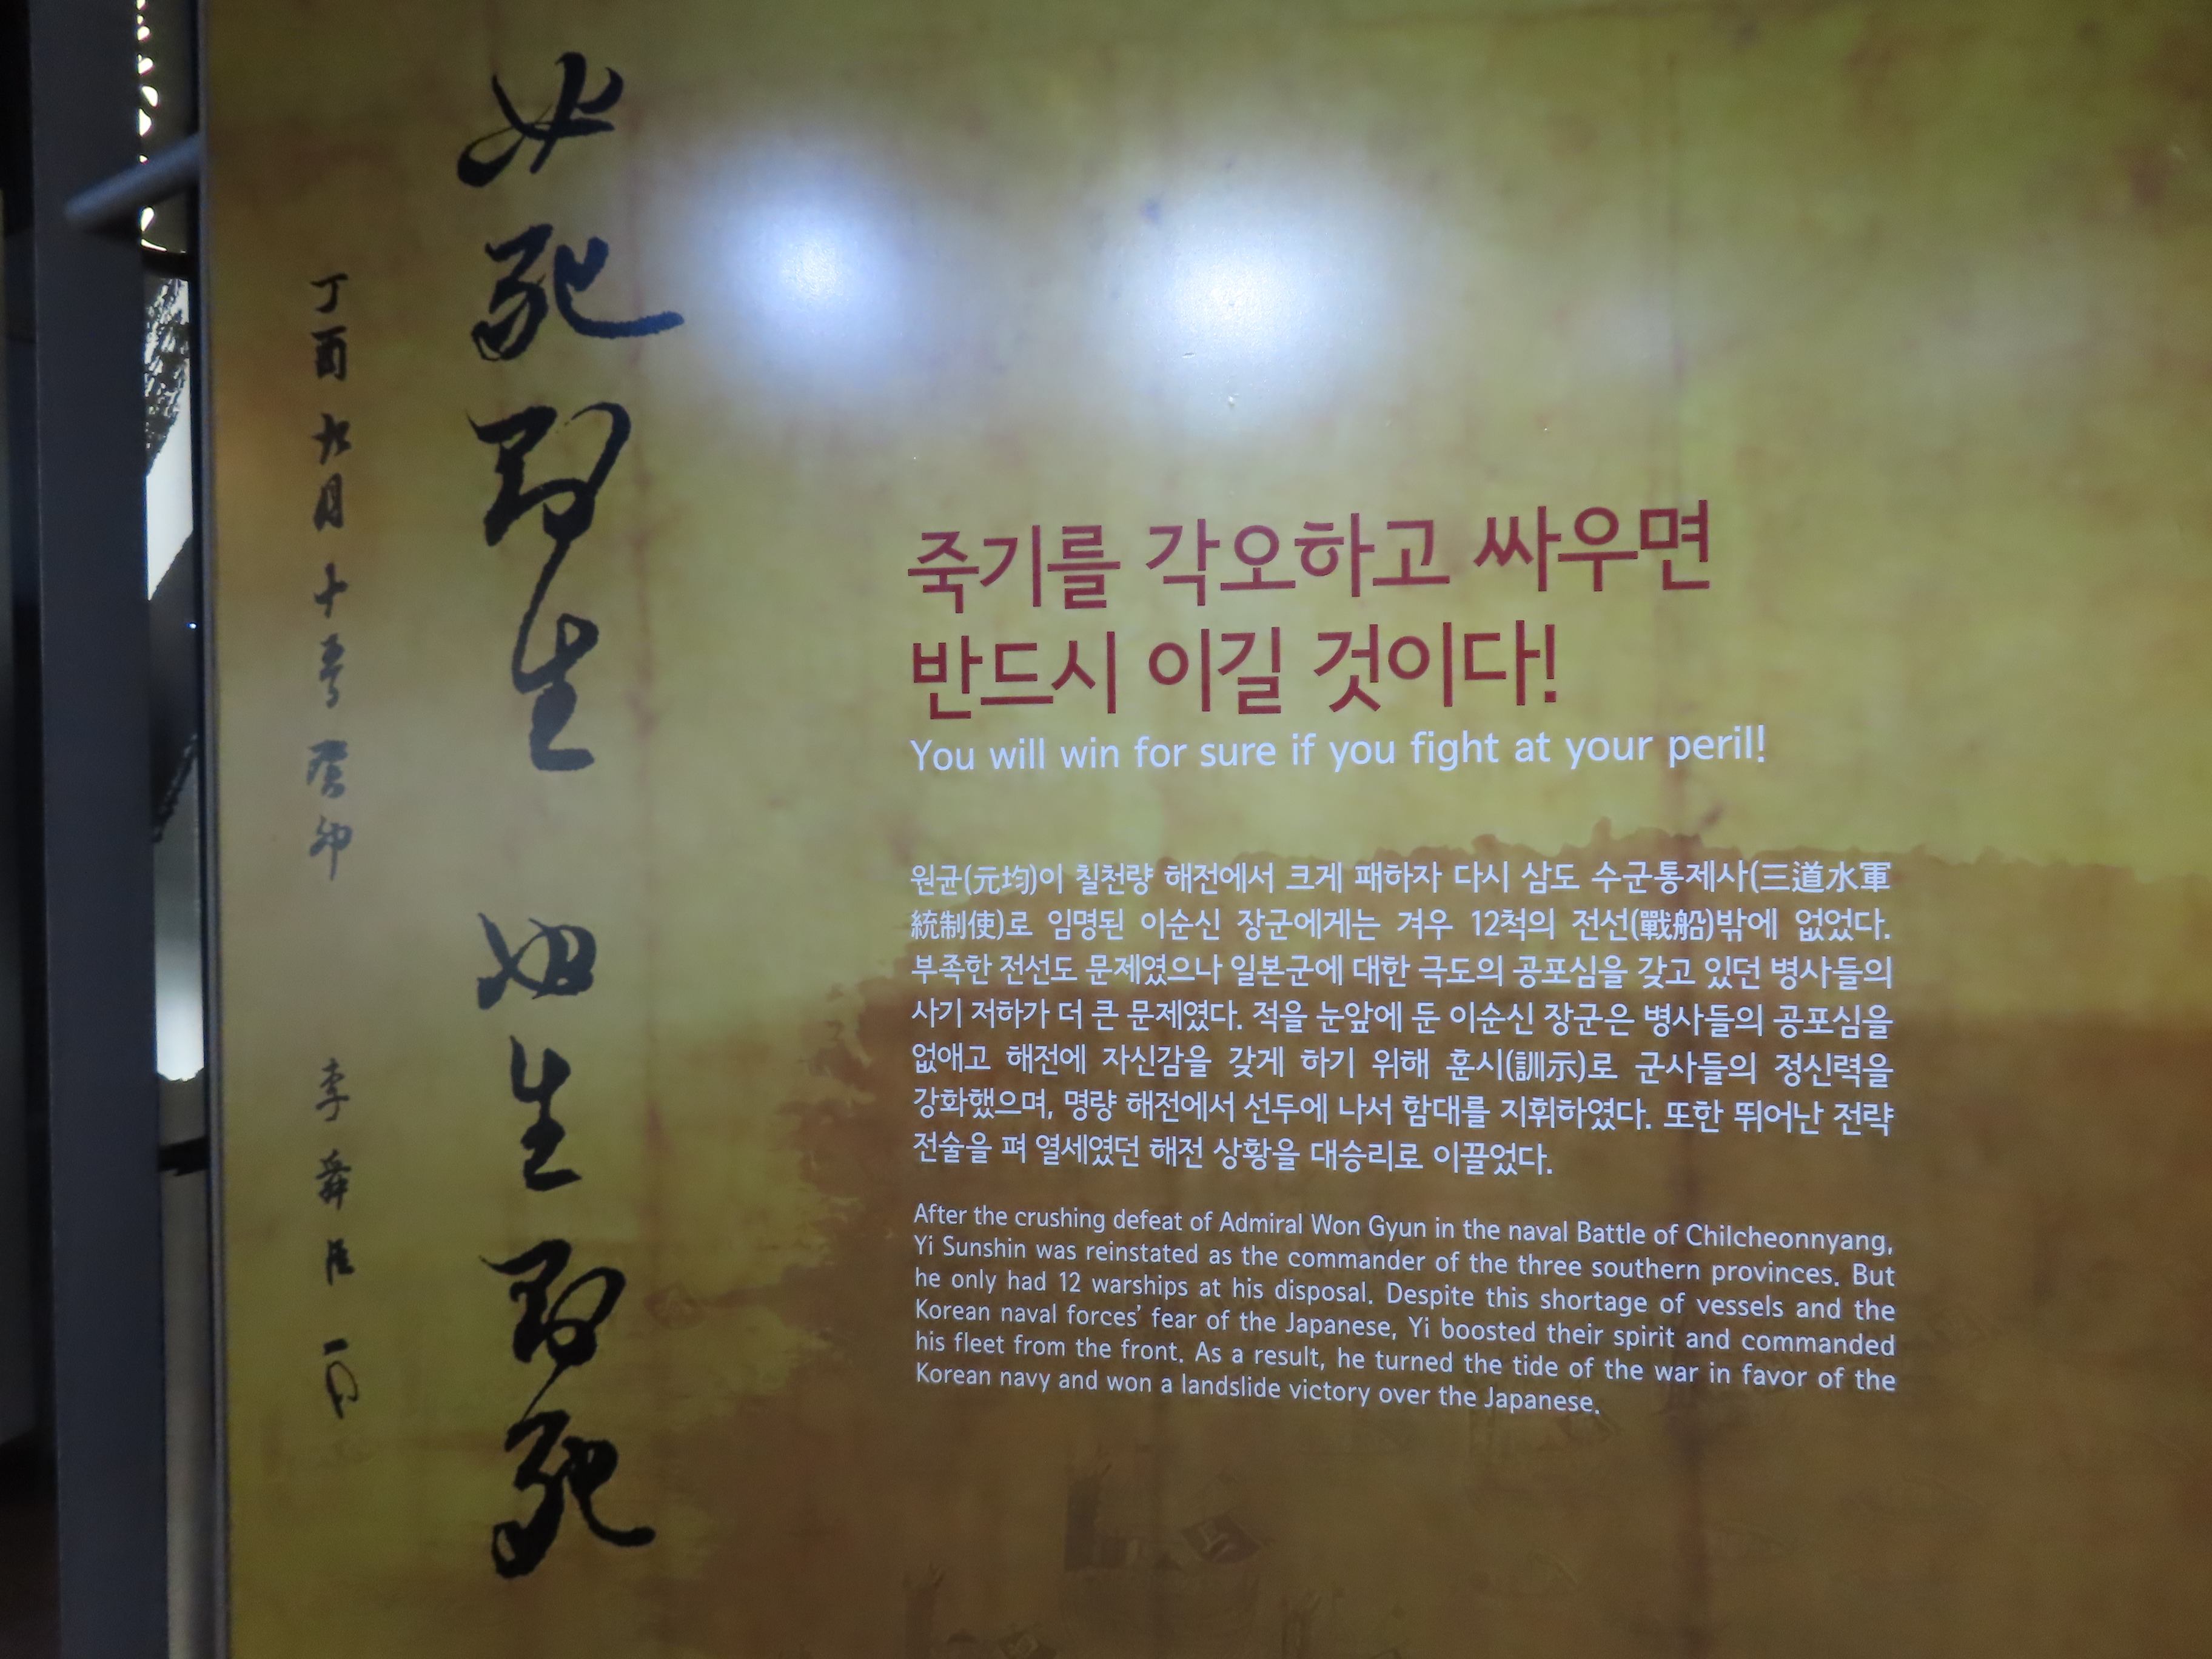 必死則生 必生則死
丁酉九月十五日 癸卯 李舜臣
죽기를 각오하고 싸우면
반드시 이길 것이다!
You will win for sure if you fight at your peril!
원균(元均)이 칠천량 해전에서 크게 패하자 다시 삼도 수군통제사(三道水軍
統制使)로 임명된 이순신 장군에게는 겨우 12척의 전선(戰船)밖에 없었다.
부족한 전선도 문제였으나 일본군에 대한 극도의 공포심을 갖고 있던 병사들의
사기 저하가 더 큰 문제였다. 적을 눈앞에 둔 이순신 장군은 병사들의 공포심을
없애고 해전에 자신감을 갖게 하기 위해 훈시(訓示)로 군사들의 정신력을
강화했으며, 명량 해전에서 선두에 나서 함대를 지휘하였다. 또한 뛰어난 전략
전술을 펴 열세였던 해전 상황을 대승리로 이끌었다.
After the crushing defeat of Admiral Won Gyun in the naval Battle of Chilcheonnyang,
Yi Sunshin was reinstated as the commander of the three southern provinces. But
he only had 12 warships at his disposal. Despite this shortage of vessels and the
Korean naval forces’ fear of the Japanese, Yi boosted their spirit and commanded
his fleet from the front. As a result, he turned the tide of the war in favor of the
Korean navy and won a landslide victory over the Japanese.